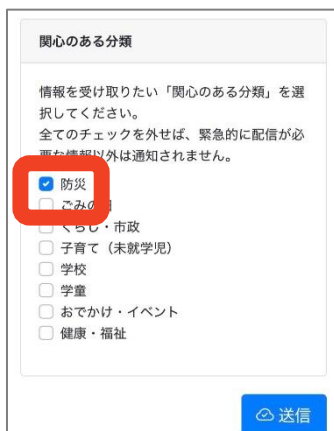 関心のある分類
情報を受け取りたい「関心のある分類」を選
択してください。
全てのチェックを外せば、緊急的に配信が必
要な情報以外は通知されません。
防災
ごみの日
くらし・市政
子育て（未就学児）
学校
学童
おでかけ・イベント
健康・福祉
送信